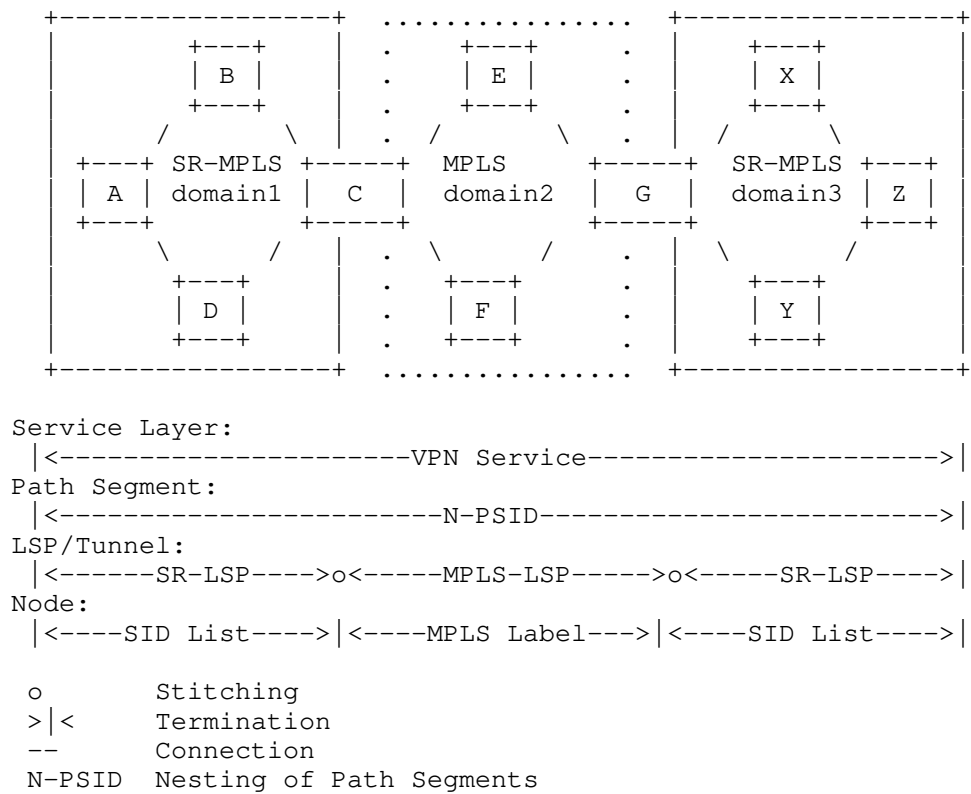 B E X
SR-MPLS MPLS SR-MPLS
A domain1 C domain2 G domain3 Z
D F Y
Service Layer:
|<----------------------VPN Service---------------------->|
Path Segment:
|<------------------------N-PSID------------------------->|
LSP/Tunnel:
|<------SR-LSP---->o<-----MPLS-LSP----->o<-----SR-LSP---->|
Node:
|<----SID List---->|<----MPLS Label--->|<----SID List---->|
o Stitching
>|< Termination
-- Connection
N-PSID Nesting of Path Segments